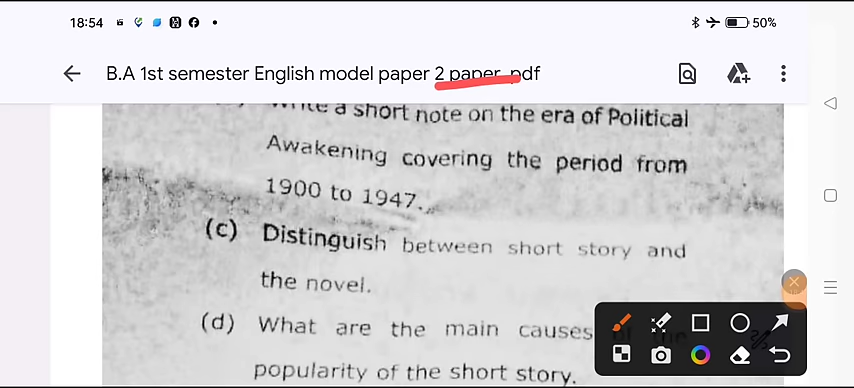 18:54
50%
B.A 1st semester English model paper 2 paper pdf
a short note on the era of Political
Awakening covering the period from
1900 to 1947.
(c) Distinguish between short story and
the novel.
(d) What are the main causes
popularity of the short story.